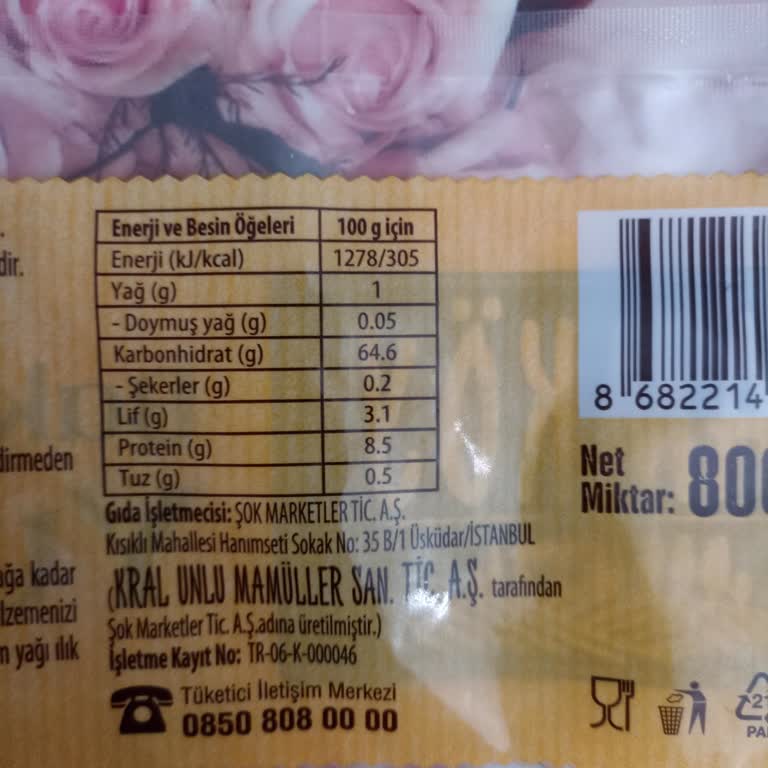 dir.
dirmeden
ağa kadar
lzemenizi
n yağı ılık
Enerji ve Besin Öğeleri 100 g için
Enerji (kJ/kcal) 1278/305
Yağ (g) 1
- Doymuş yağ (g) 0.05
Karbonhidrat (g) 64.6
- Şekerler (g) 0.2
Lif (g) 3.1
Protein (g) 8.5
Tuz (g) 0.5
Gıda İşletmecisi: ŞOK MARKETLER TİC. A.Ş.
Kısıklı Mahallesi Hanımseti Sokak No: 35 B/1 Üsküdar/İSTANBUL
(KRAL UNLU MAMÜLLER SAN. TİC. A.Ş. tarafından
Şok Marketler Tic. A.Ş.adına üretilmiştir.)
İşletme Kayıt No: TR-06-K-000046
Tüketici İletişim Merkezi
0850 808 00 00
8 682214
Net
Miktar: 800
21
PA